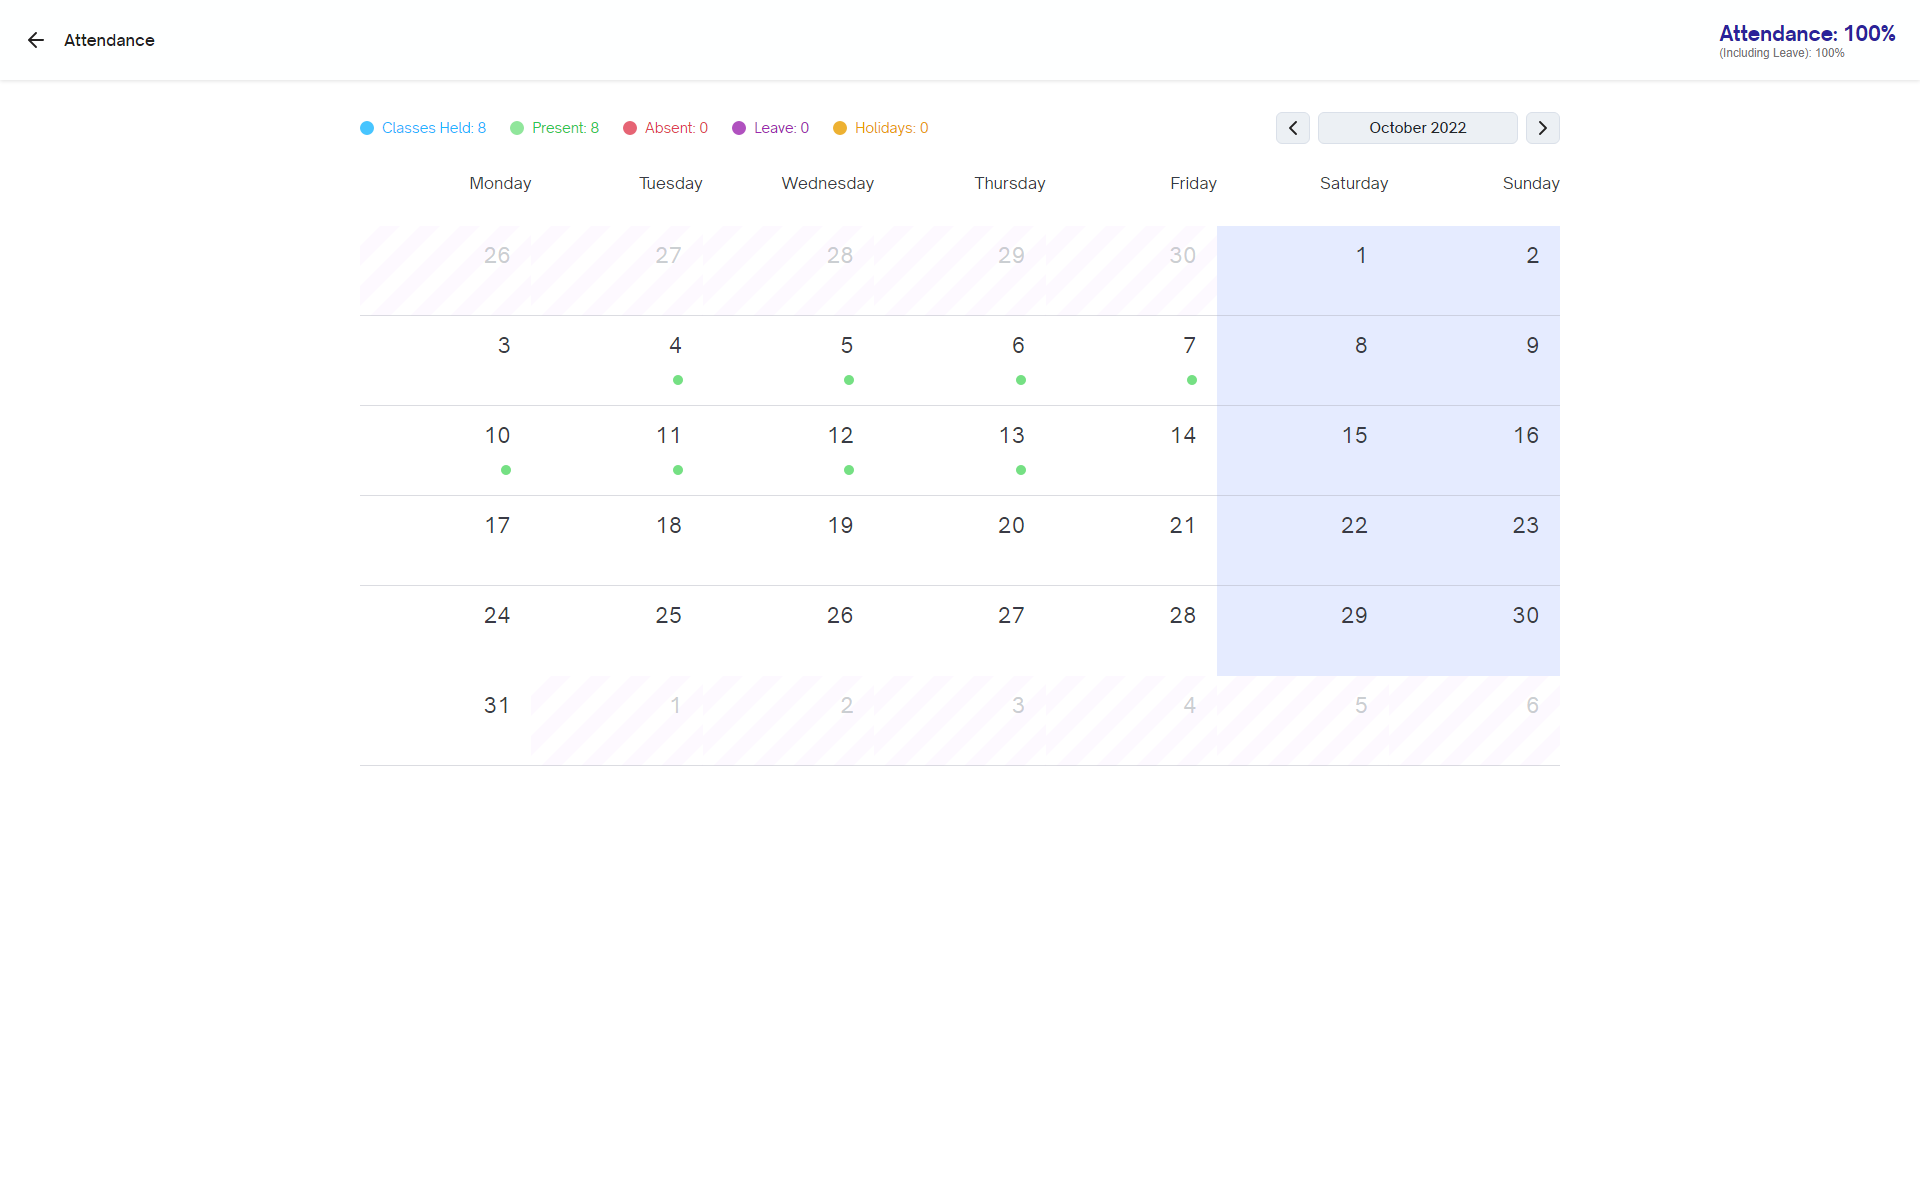 Attendance
Attendance: 100%
(Including Leave): 100%
Classes Held: 8 Present: 8 Absent: 0 Leave: 0 Holidays: 0
October 2022
Monday Tuesday Wednesday Thursday Friday Saturday Sunday
26 27 28 29 30 1 2
3 4 5 6 7 8 9
10 11 12 13 14 15 16
17 18 19 20 21 22 23
24 25 26 27 28 29 30
31 1 2 3 4 5 6